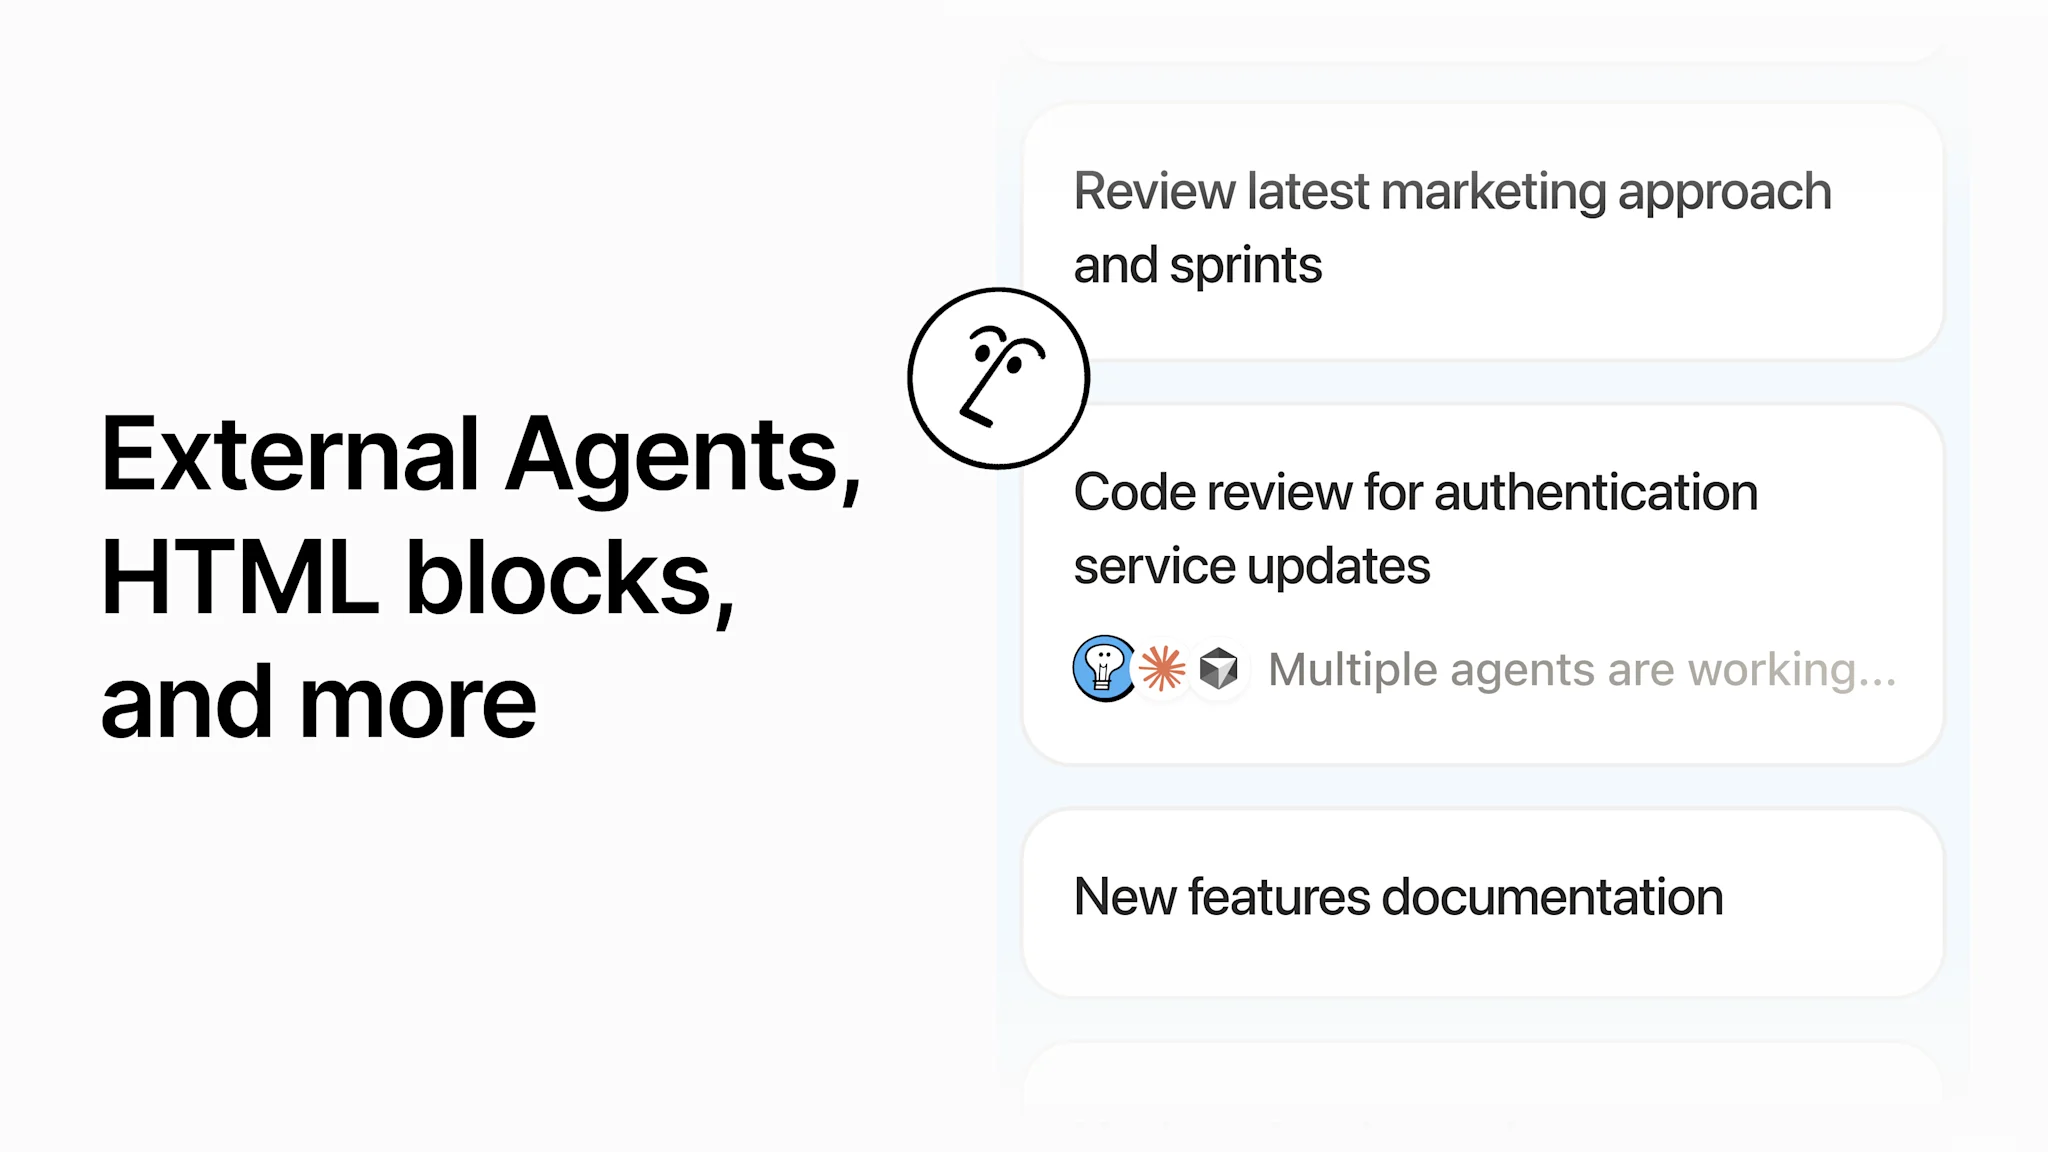 External Agents,
HTML blocks,
and more
Review latest marketing approach
and sprints
Code review for authentication
service updates
Multiple agents are working...
New features documentation